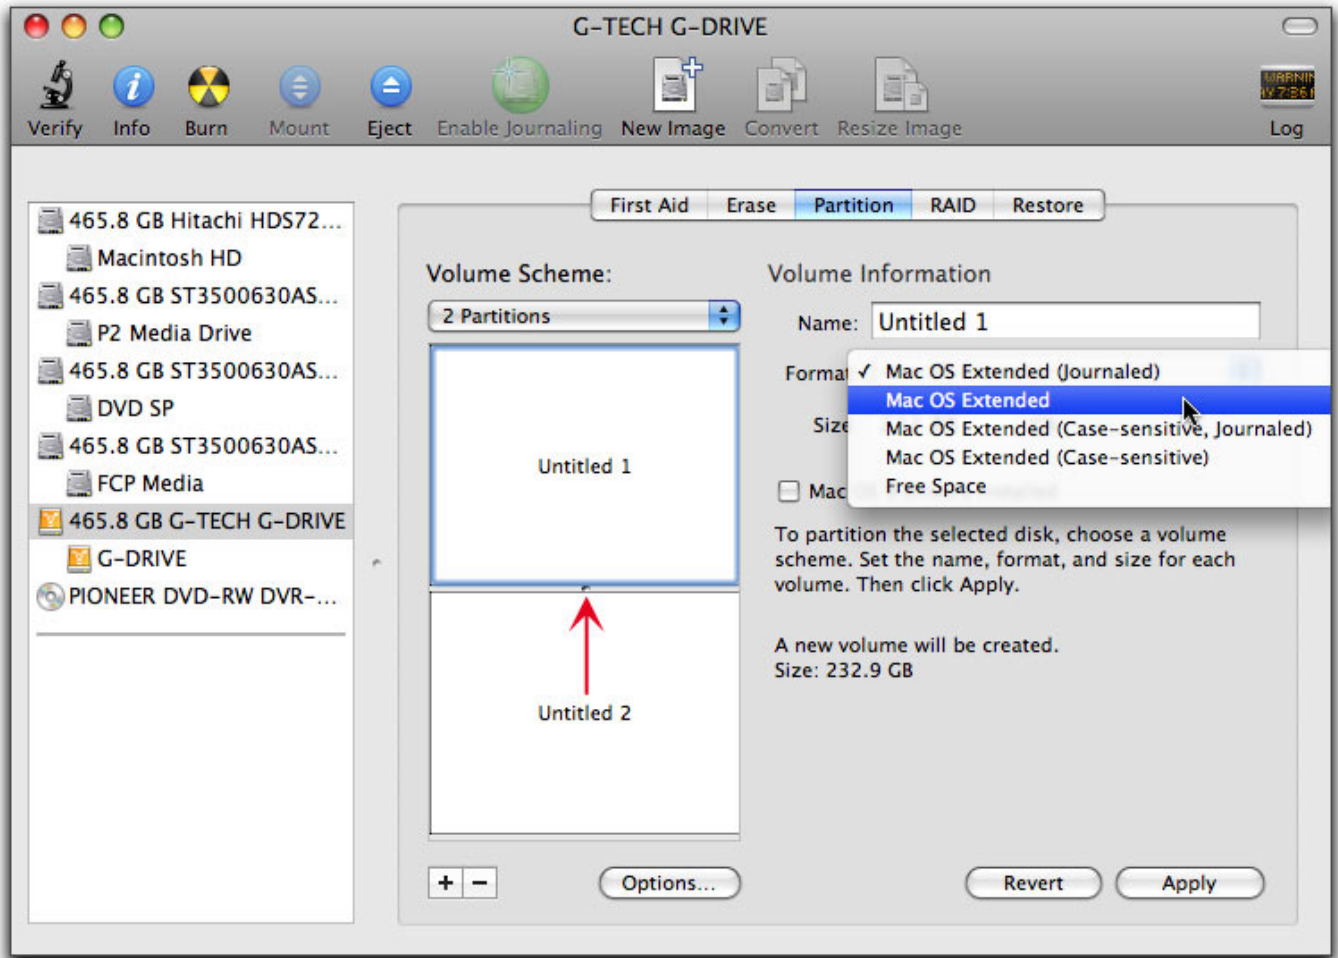 G-TECH G-DRIVE
Verify
Info
Burn
Mount
Eject
Enable Journaling
New Image
Convert
Resize Image
Log
465.8 GB Hitachi HDS72...
Macintosh HD
465.8 GB ST3500630AS...
P2 Media Drive
465.8 GB ST3500630AS...
DVD SP
465.8 GB ST3500630AS...
FCP Media
465.8 GB G-TECH G-DRIVE
G-DRIVE
PIONEER DVD-RW DVR-...
First Aid
Erase
Partition
RAID
Restore
Volume Scheme:
2 Partitions
Untitled 1
Untitled 2
Options...
Volume Information
Name: Untitled 1
Format
✓ Mac OS Extended (Journaled)
Mac OS Extended
Mac OS Extended (Case-sensitive, Journaled)
Mac OS Extended (Case-sensitive)
Free Space
Size
Mac
To partition the selected disk, choose a volume
scheme. Set the name, format, and size for each
volume. Then click Apply.
A new volume will be created.
Size: 232.9 GB
Revert
Apply